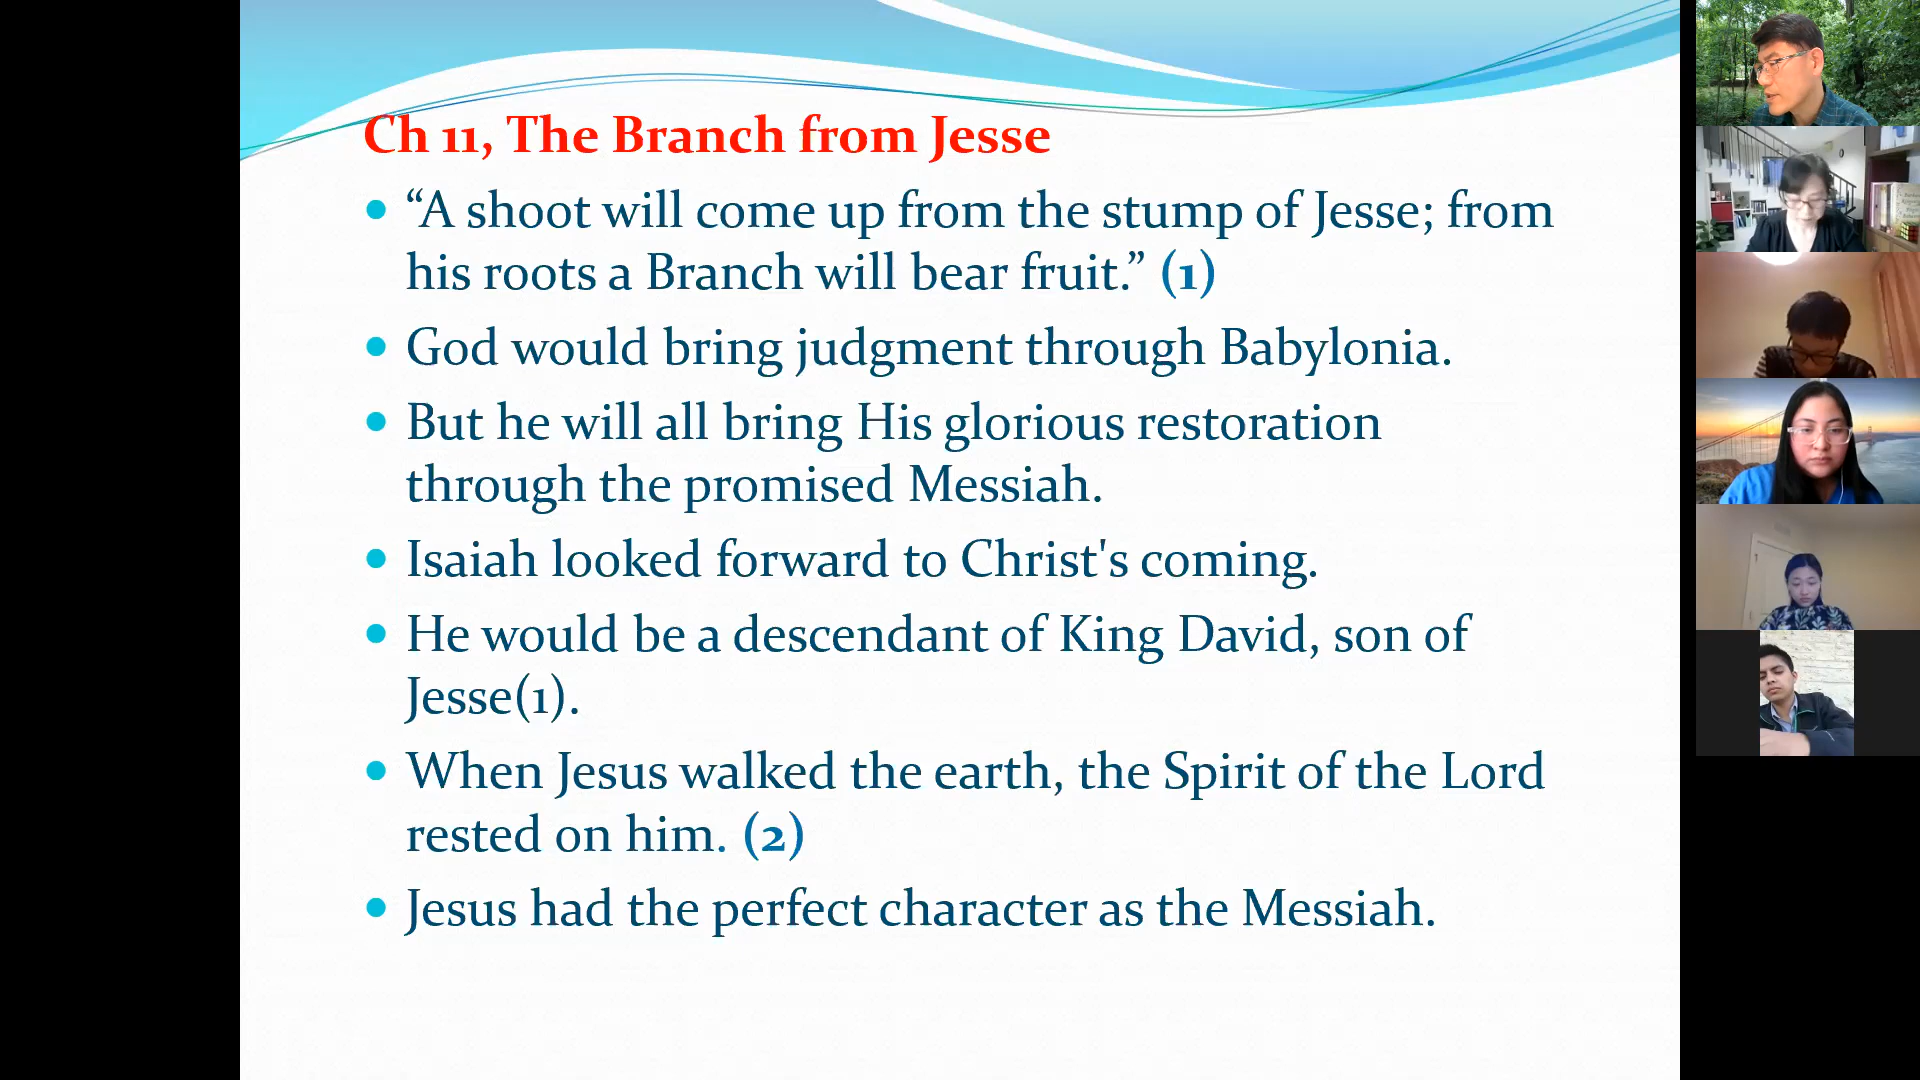 Ch 11, The Branch from Jesse
• “A shoot will come up from the stump of Jesse; from
his roots a Branch will bear fruit.” (1)
• God would bring judgment through Babylonia.
• But he will all bring His glorious restoration
through the promised Messiah.
• Isaiah looked forward to Christ's coming.
• He would be a descendant of King David, son of
Jesse(1).
• When Jesus walked the earth, the Spirit of the Lord
rested on him. (2)
• Jesus had the perfect character as the Messiah.